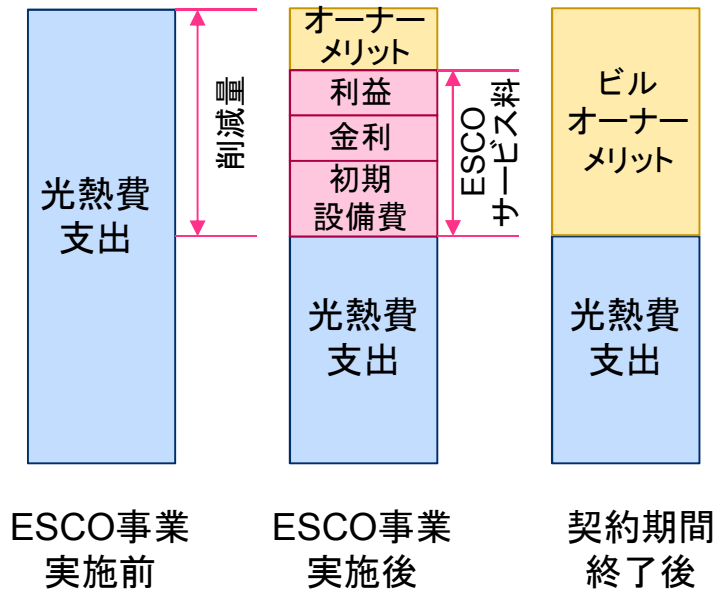 光熱費
支出
削減量
オーナー
メリット
利益
金利
初期
設備費
ESCO
サービス料
光熱費
支出
ビル
オーナー
メリット
光熱費
支出
ESCO事業
実施前
ESCO事業
実施後
契約期間
終了後